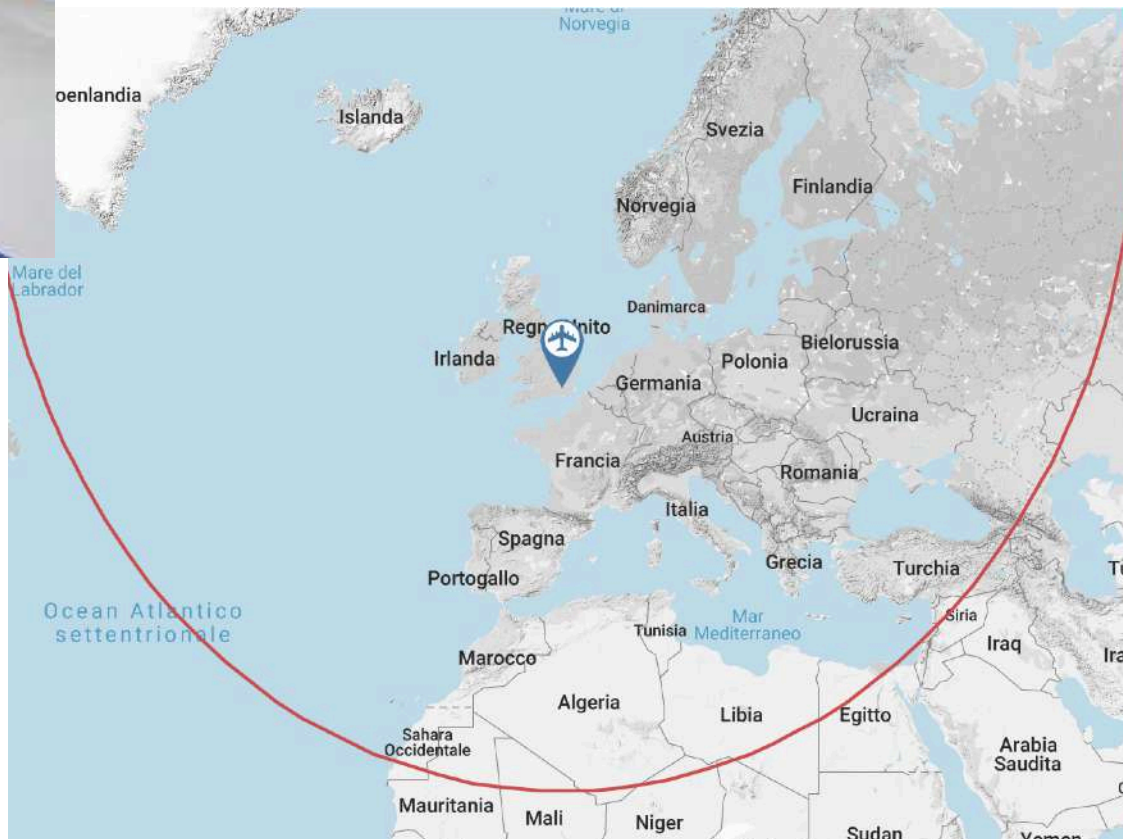 Norvegia
oenlandia
Islanda
Svezia
Finlandia
Norvegia
Mare del
Labrador
Danimarca
Irlanda
Bielorussia
Polonia
Germania
Ucraina
Austria
Francia
Romania
Italia
Spagna
Grecia
Turchia
Portogallo
Ocean Atlantico
settentrionale
Mar
Mediterraneo
Tunisia
Siria
Iraq
Ira
Marocco
Algeria
Libia
Egitto
Sahara
Occidentale
Arabia
Saudita
Mauritania
Mali
Niger
Sudan